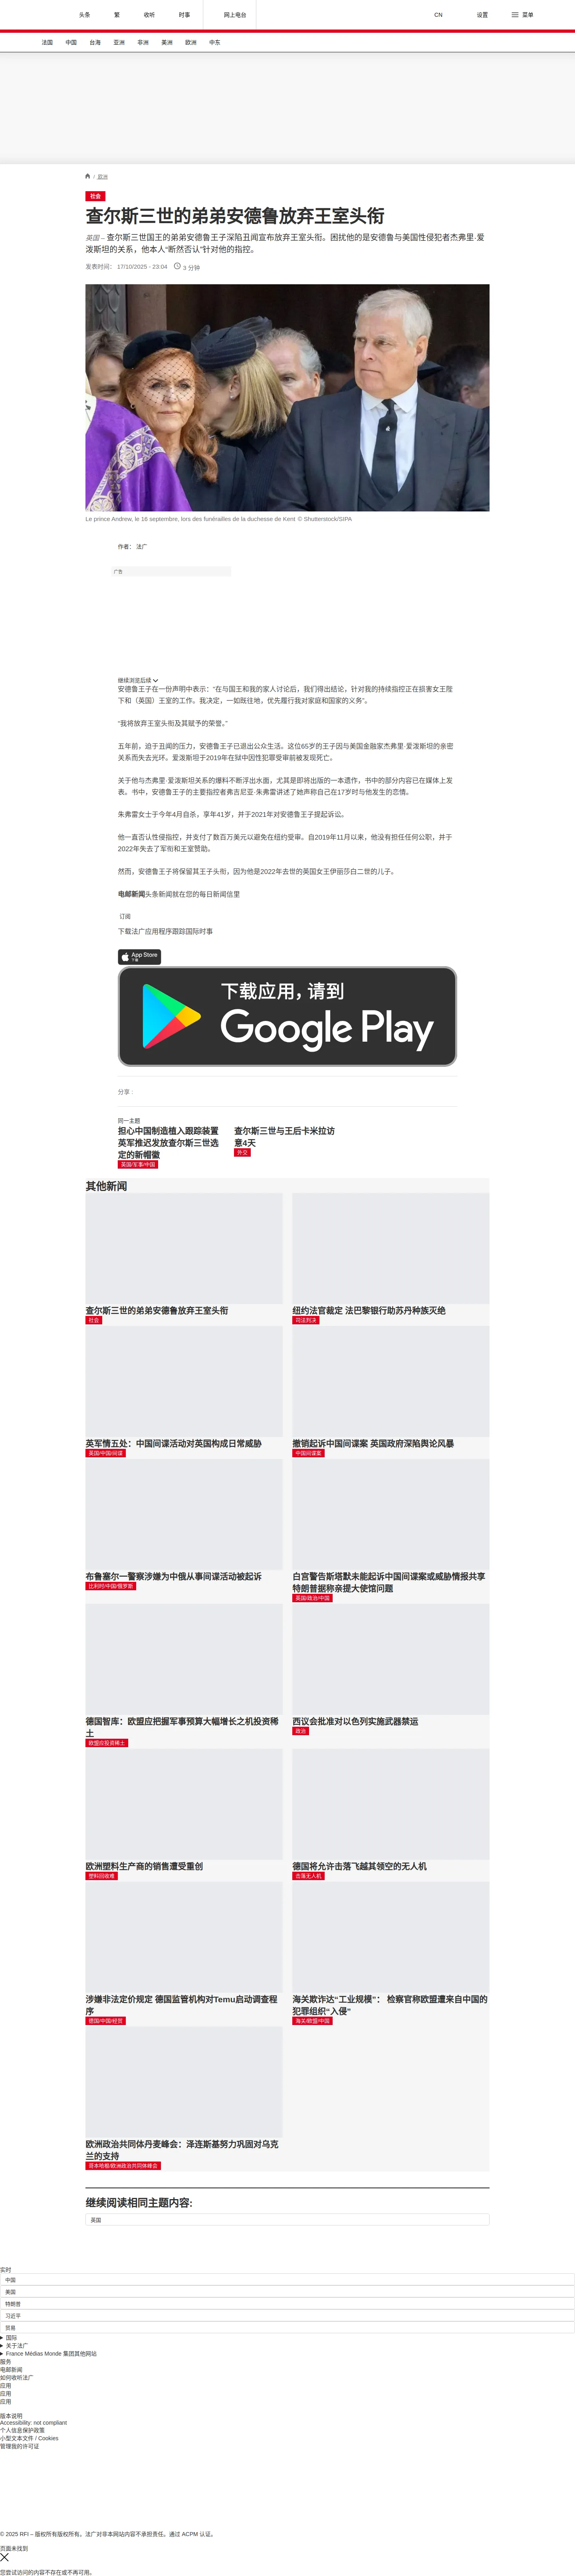 头条
繁
收听
时事
网上电台
CN
设置
菜单
法国
中国
台海
亚洲
非洲
美洲
欧洲
中东
/ 欧洲
社会
查尔斯三世的弟弟安德鲁放弃王室头衔
英国 – 查尔斯三世国王的弟弟安德鲁王子深陷丑闻宣布放弃王室头衔。困扰他的是安德鲁与美国性侵犯者杰弗里·爱
泼斯坦的关系，他本人“断然否认”针对他的指控。
发表时间： 17/10/2025 - 23:04
3 分钟
Le prince Andrew, le 16 septembre, lors des funérailles de la duchesse de Kent © Shutterstock/SIPA
作者： 法广
广告
继续浏览后续
安德鲁王子在一份声明中表示：“在与国王和我的家人讨论后，我们得出结论，针对我的持续指控正在损害女王陛
下和（英国）王室的工作。我决定，一如既往地，优先履行我对家庭和国家的义务”。
“我将放弃王室头衔及其赋予的荣誉。”
五年前，迫于丑闻的压力，安德鲁王子已退出公众生活。这位65岁的王子因与美国金融家杰弗里·爱泼斯坦的亲密
关系而失去光环。爱泼斯坦于2019年在狱中因性犯罪受审前被发现死亡。
关于他与杰弗里·爱泼斯坦关系的爆料不断浮出水面，尤其是即将出版的一本遗作，书中的部分内容已在媒体上发
表。书中，安德鲁王子的主要指控者弗吉尼亚·朱弗雷讲述了她声称自己在17岁时与他发生的恋情。
朱弗雷女士于今年4月自杀，享年41岁，并于2021年对安德鲁王子提起诉讼。
他一直否认性侵指控，并支付了数百万美元以避免在纽约受审。自2019年11月以来，他没有担任任何公职，并于
2022年失去了军衔和王室赞助。
然而，安德鲁王子将保留其王子头衔，因为他是2022年去世的英国女王伊丽莎白二世的儿子。
电邮新闻头条新闻就在您的每日新闻信里
订阅
下载法广应用程序跟踪国际时事
App Store
下载
下载应用，请到
Google Play
分享 :
同一主题
担心中国制造植入跟踪装置
英军推迟发放查尔斯三世选
定的新帽徽
英国/军事/中国
查尔斯三世与王后卡米拉访
意4天
外交
其他新闻
查尔斯三世的弟弟安德鲁放弃王室头衔
社会
纽约法官裁定 法巴黎银行助苏丹种族灭绝
司法判决
英军情五处：中国间谍活动对英国构成日常威胁
英国/中国/间谍
撤销起诉中国间谍案 英国政府深陷舆论风暴
中国间谍案
布鲁塞尔一警察涉嫌为中俄从事间谍活动被起诉
比利时/中国/俄罗斯
白宫警告斯塔默未能起诉中国间谍案或威胁情报共享
特朗普据称亲提大使馆问题
英国/政治/中国
德国智库：欧盟应把握军事预算大幅增长之机投资稀
土
欧盟应投资稀土
西议会批准对以色列实施武器禁运
政治
欧洲塑料生产商的销售遭受重创
塑料回收难
德国将允许击落飞越其领空的无人机
击落无人机
涉嫌非法定价规定 德国监管机构对Temu启动调查程
序
德国/中国/经贸
海关欺诈达“工业规模”： 检察官称欧盟遭来自中国的
犯罪组织“入侵”
海关/欧盟/中国
欧洲政治共同体丹麦峰会：泽连斯基努力巩固对乌克
兰的支持
哥本哈根/欧洲政治共同体峰会
继续阅读相同主题内容:
英国
实时
中国
美国
特朗普
习近平
贸易
国际
关于法广
France Médias Monde 集团其他网站
服务
电邮新闻
如何收听法广
应用
应用
应用
版本说明
Accessibility: not compliant
个人信息保护政策
小型文本文件 / Cookies
管理我的许可证
© 2025 RFI – 版权所有版权所有。法广对非本网站内容不承担责任。通过 ACPM 认证。
页面未找到
您尝试访问的内容不存在或不再可用。